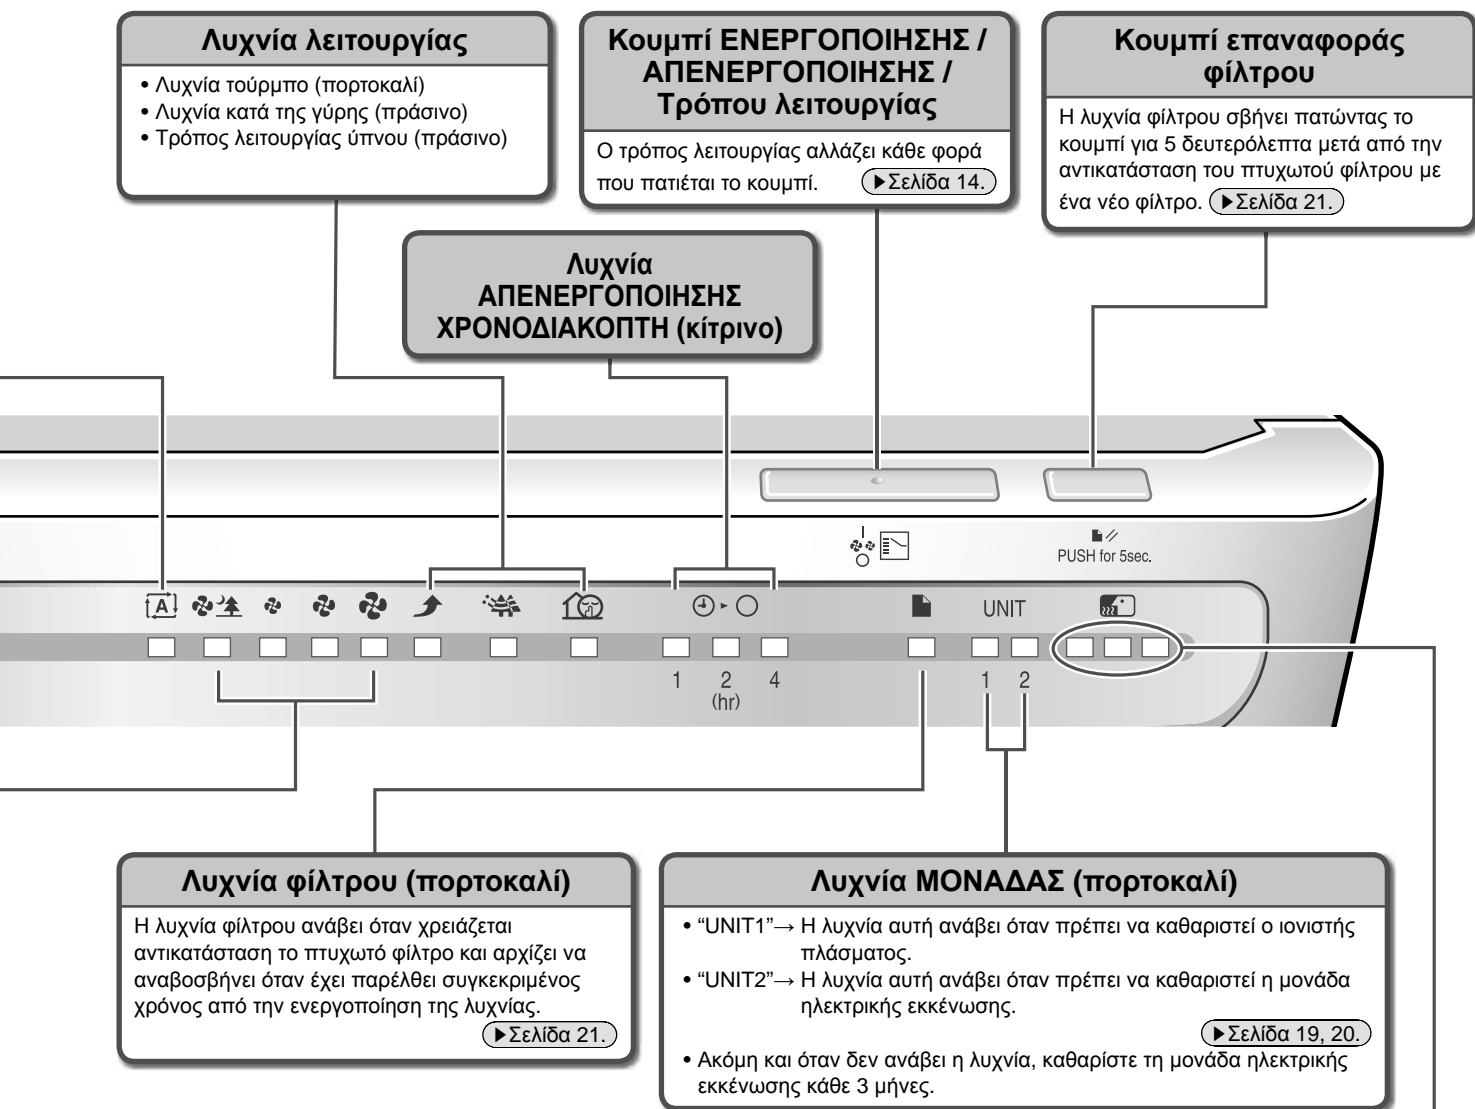 Λυχνία λειτουργίας
• Λυχνία τούρμπο (πορτοκαλί)
• Λυχνία κατά της γύρης (πράσινο)
• Τρόπος λειτουργίας ύπνου (πράσινο)
Κουμπί ΕΝΕΡΓΟΠΟΙΗΣΗΣ /
ΑΠΕΝΕΡΓΟΠΟΙΗΣΗΣ /
Τρόπου λειτουργίας
Ο τρόπος λειτουργίας αλλάζει κάθε φορά
που πατιέται το κουμπί. ▶Σελίδα 14.
Κουμπί επαναφοράς
φίλτρου
Η λυχνία φίλτρου σβήνει πατώντας το
κουμπί για 5 δευτερόλεπτα μετά από την
αντικατάσταση του πτυχωτού φίλτρου με
ένα νέο φίλτρο. ▶Σελίδα 21.
Λυχνία
ΑΠΕΝΕΡΓΟΠΟΙΗΣΗΣ
ΧΡΟΝΟΔΙΑΚΟΠΤΗ (κίτρινο)
PUSH for 5sec.
A
UNIT
1 2 4 1 2
(hr)
Λυχνία φίλτρου (πορτοκαλί)
Η λυχνία φίλτρου ανάβει όταν χρειάζεται
αντικατάσταση το πτυχωτό φίλτρο και αρχίζει να
αναβοσβήνει όταν έχει παρέλθει συγκεκριμένος
χρόνος από την ενεργοποίηση της λυχνίας.
▶Σελίδα 21.
Λυχνία ΜΟΝΑΔΑΣ (πορτοκαλί)
• “UNIT1”→ Η λυχνία αυτή ανάβει όταν πρέπει να καθαριστεί ο ιονιστής
πλάσματος.
• “UNIT2”→ Η λυχνία αυτή ανάβει όταν πρέπει να καθαριστεί η μονάδα
ηλεκτρικής εκκένωσης.
▶Σελίδα 19, 20.
• Ακόμη και όταν δεν ανάβει η λυχνία, καθαρίστε τη μονάδα ηλεκτρικής
εκκένωσης κάθε 3 μήνες.